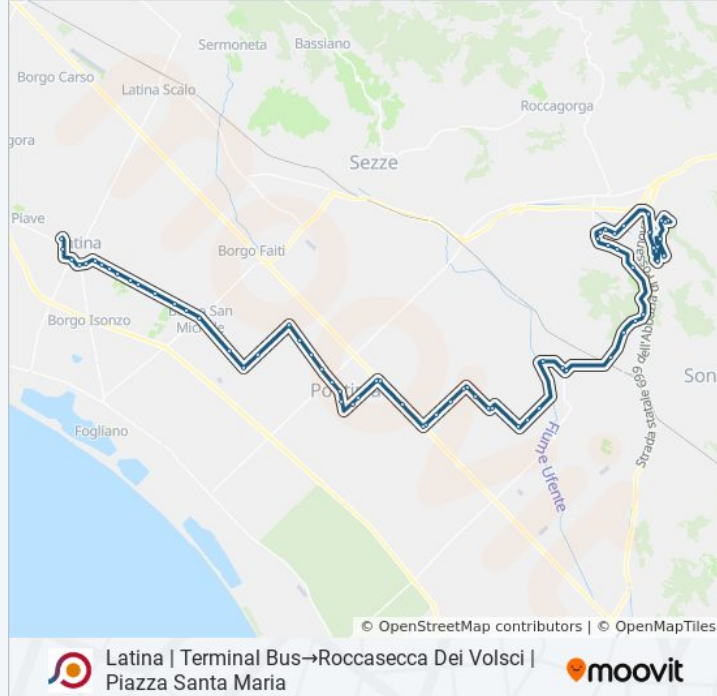 Sermoneta
Bassiano
Borgo Carso
Latina Scalo
Roccagorga
gora
Sezze
Piave
atina
Borgo Faiti
Borgo San
Michele
Borgo Isonzo
Pontinia
Son
Fogliano
Fiume Ufente
Strada statale 699 dell'Abbazia di Fossanova
© OpenStreetMap contributors | © OpenMapTiles
Latina | Terminal Bus→Roccasecca Dei Volsci |
Piazza Santa Maria
moovit